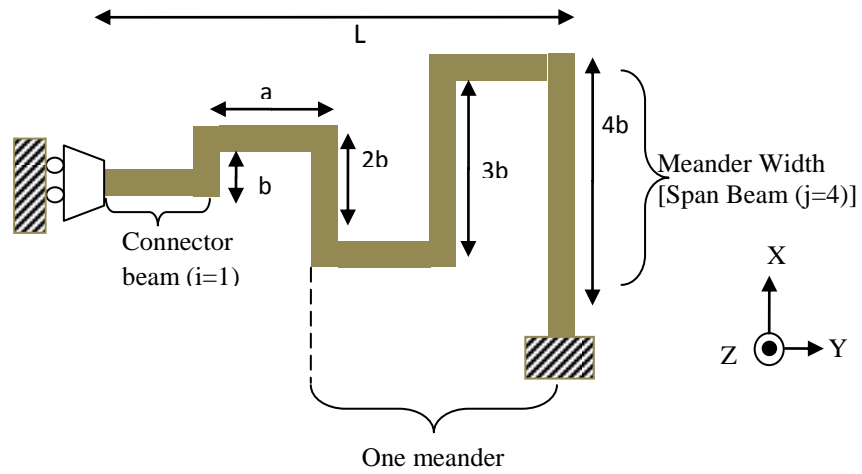 L
a
b
2b
3b
4b
Connector
beam (i=1)
Meander Width
[Span Beam (j=4)]
X
Z
Y
One meander